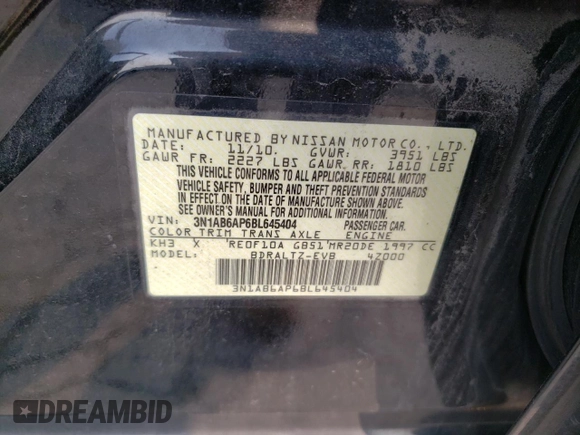 MANUFACTURED BY NISSAN MOTOR CO., LTD.
DATE: 11/10. GVWR: 3951 LBS
GAWR FR: 2227 LBS GAWR RR: 1810 LBS
THIS VEHICLE CONFORMS TO ALL APPLICABLE FEDERAL MOTOR
VEHICLE SAFETY, BUMPER AND THEFT PREVENTION STANDARDS
IN EFFECT ON THE DATE OF MANUFACTURE SHOWN ABOVE.
SEE OWNER'S MANUAL FOR ADDITIONAL INFORMATION.
VIN: 3N1AB6AP6BL645404 PASSENGER CAR.
COLOR TRIM TRANS AXLE ENGINE
KH3 X RE0F10A GB51 MR20DE 1997 CC
MODEL: BDRALTZ-EVB 47000
3N1AB6AP6BL645404
DREAMBID